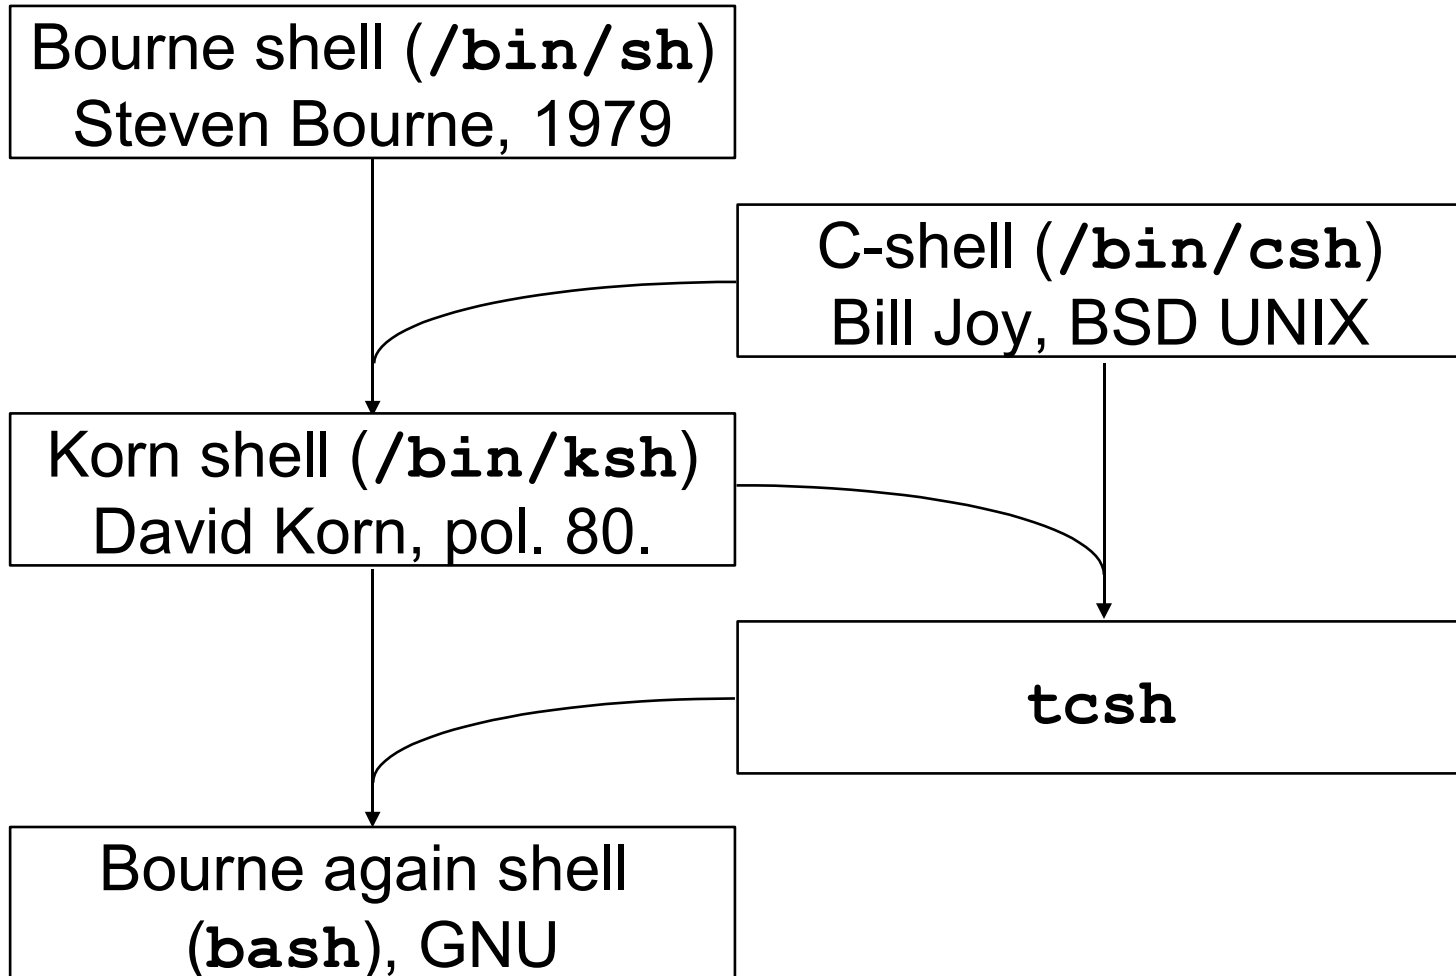 Bourne shell (/bin/sh)
Steven Bourne, 1979
C-shell (/bin/csh)
Bill Joy, BSD UNIX
Korn shell (/bin/ksh)
David Korn, pol. 80.
tcsh
Bourne again shell
(bash), GNU